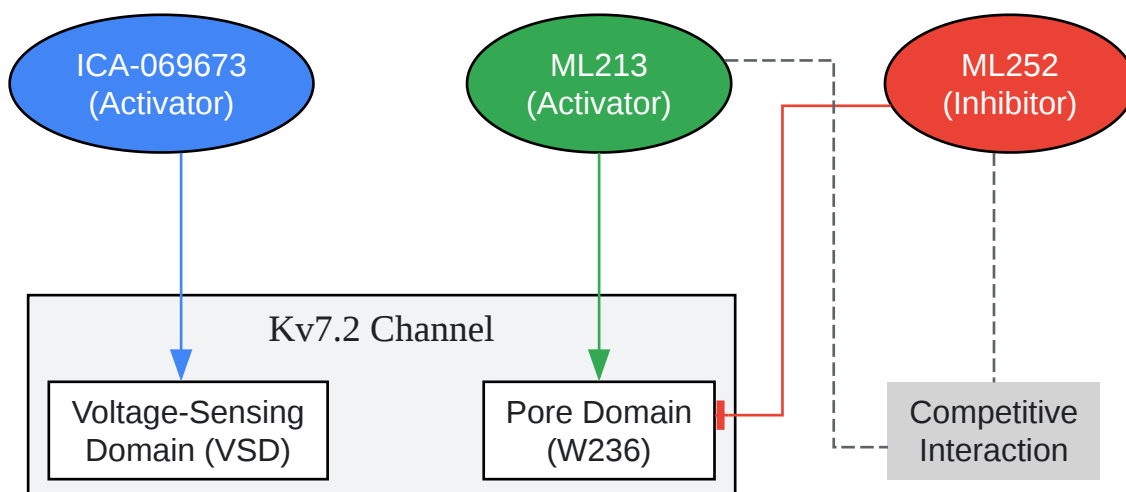 ICA-069673
(Activator)
ML213
(Activator)
ML252
(Inhibitor)
Kv7.2 Channel
Voltage-Sensing
Domain (VSD)
Pore Domain
(W236)
Competitive
Interaction